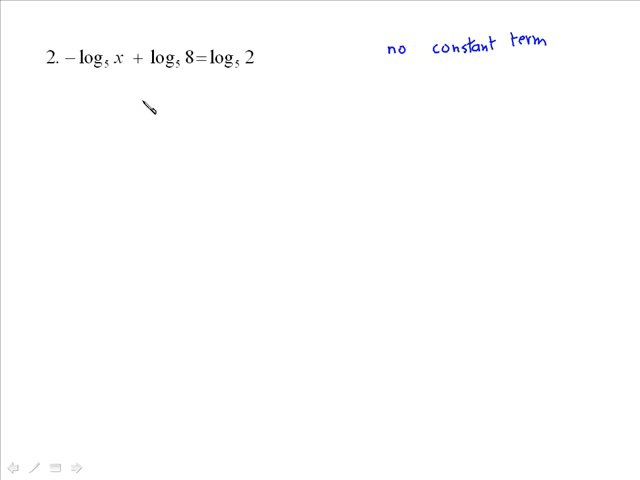 2. −log₅ x + log₅ 8 = log₅ 2
no constant term